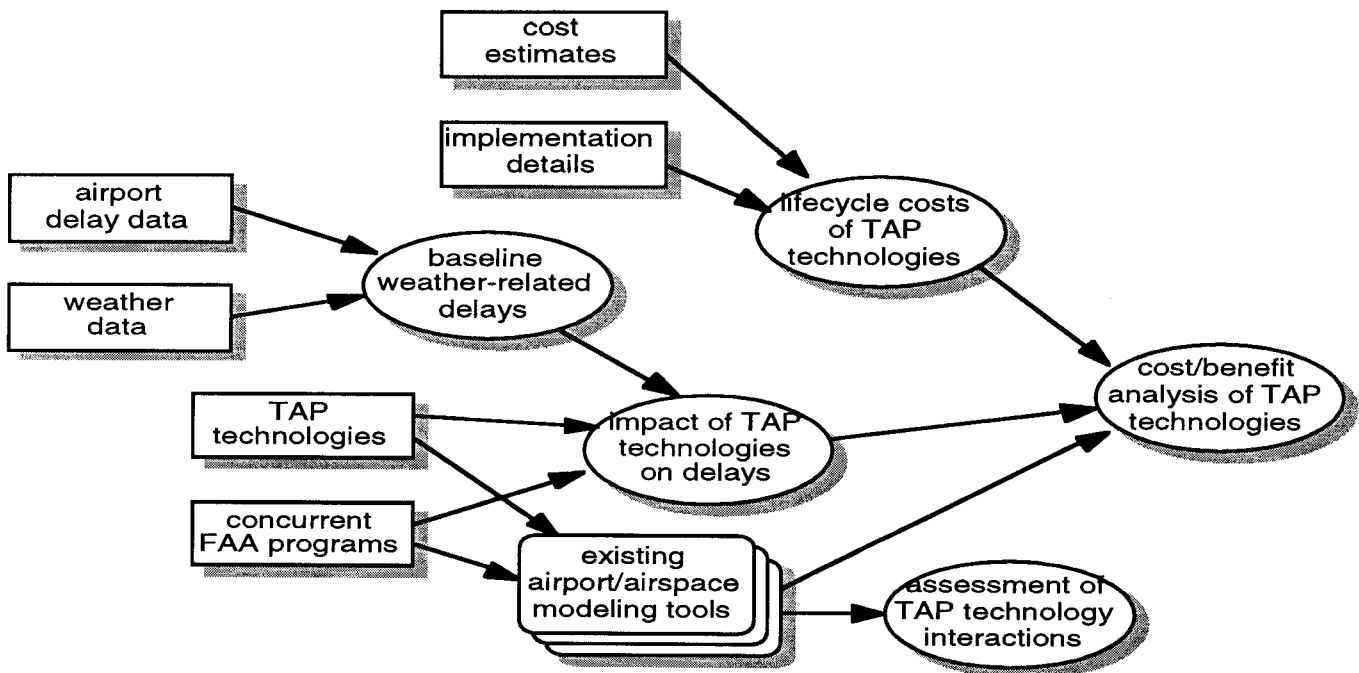 cost
estimates
implementation
details
airport
delay data
lifecycle costs
of TAP
technologies
baseline
weather-related
delays
weather
data
cost/benefit
analysis of TAP
technologies
TAP
technologies
impact of TAP
technologies
on delays
concurrent
FAA programs
existing
airport/airspace
modeling tools
assessment of
TAP technology
interactions